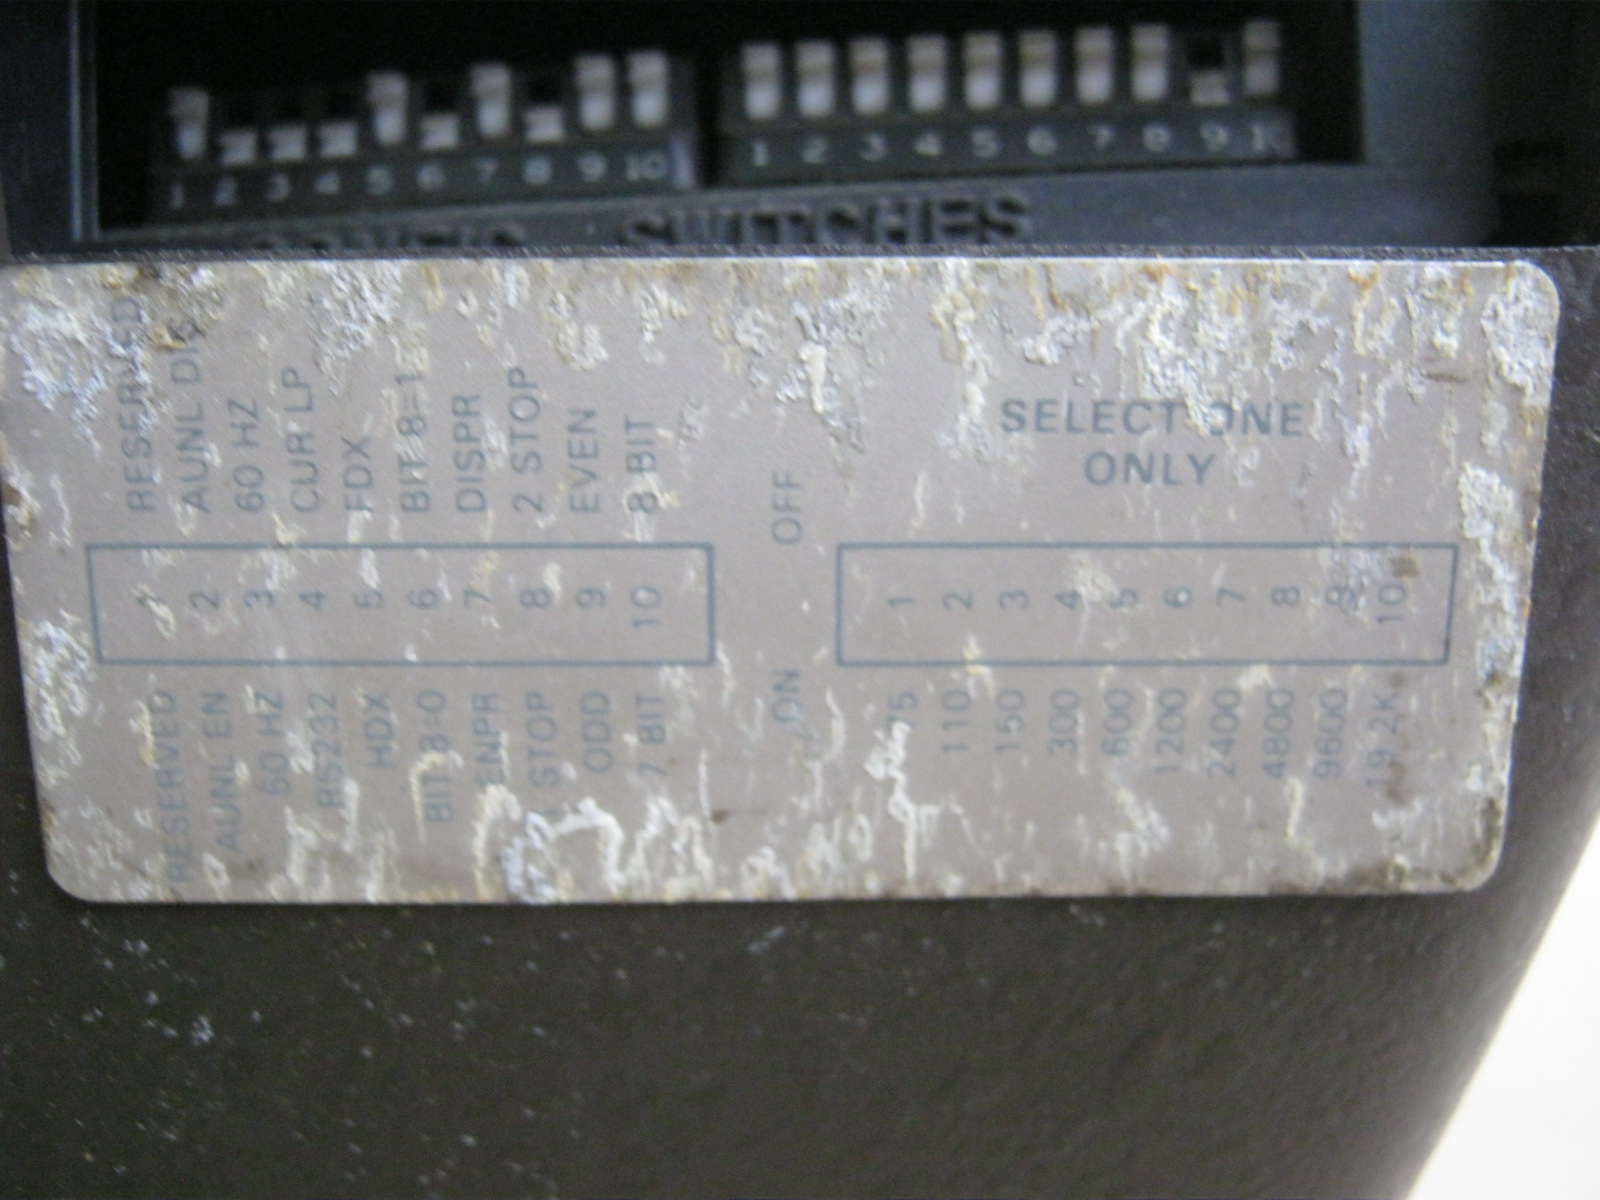 1 2 3 4 5 6 7 8 9 10
1 2 3 4 5 6 7 8 9 10
SWITCHES
RESERVED
AUNL DIS
60 HZ
CUR LP
FDX
BIT 8=1
DISPR
2 STOP
EVEN
8 BIT
OFF
SELECT ONE
ONLY
1 2 3 4 5 6 7 8 9 10
1 2 3 4 5 6 7 8 9 10
RESERVED
AUNL EN
50 HZ
RS232
HDX
BIT 8=0
ENPR
1 STOP
ODD
7 BIT
ON
75
110
150
300
600
1200
2400
4800
9600
19.2K